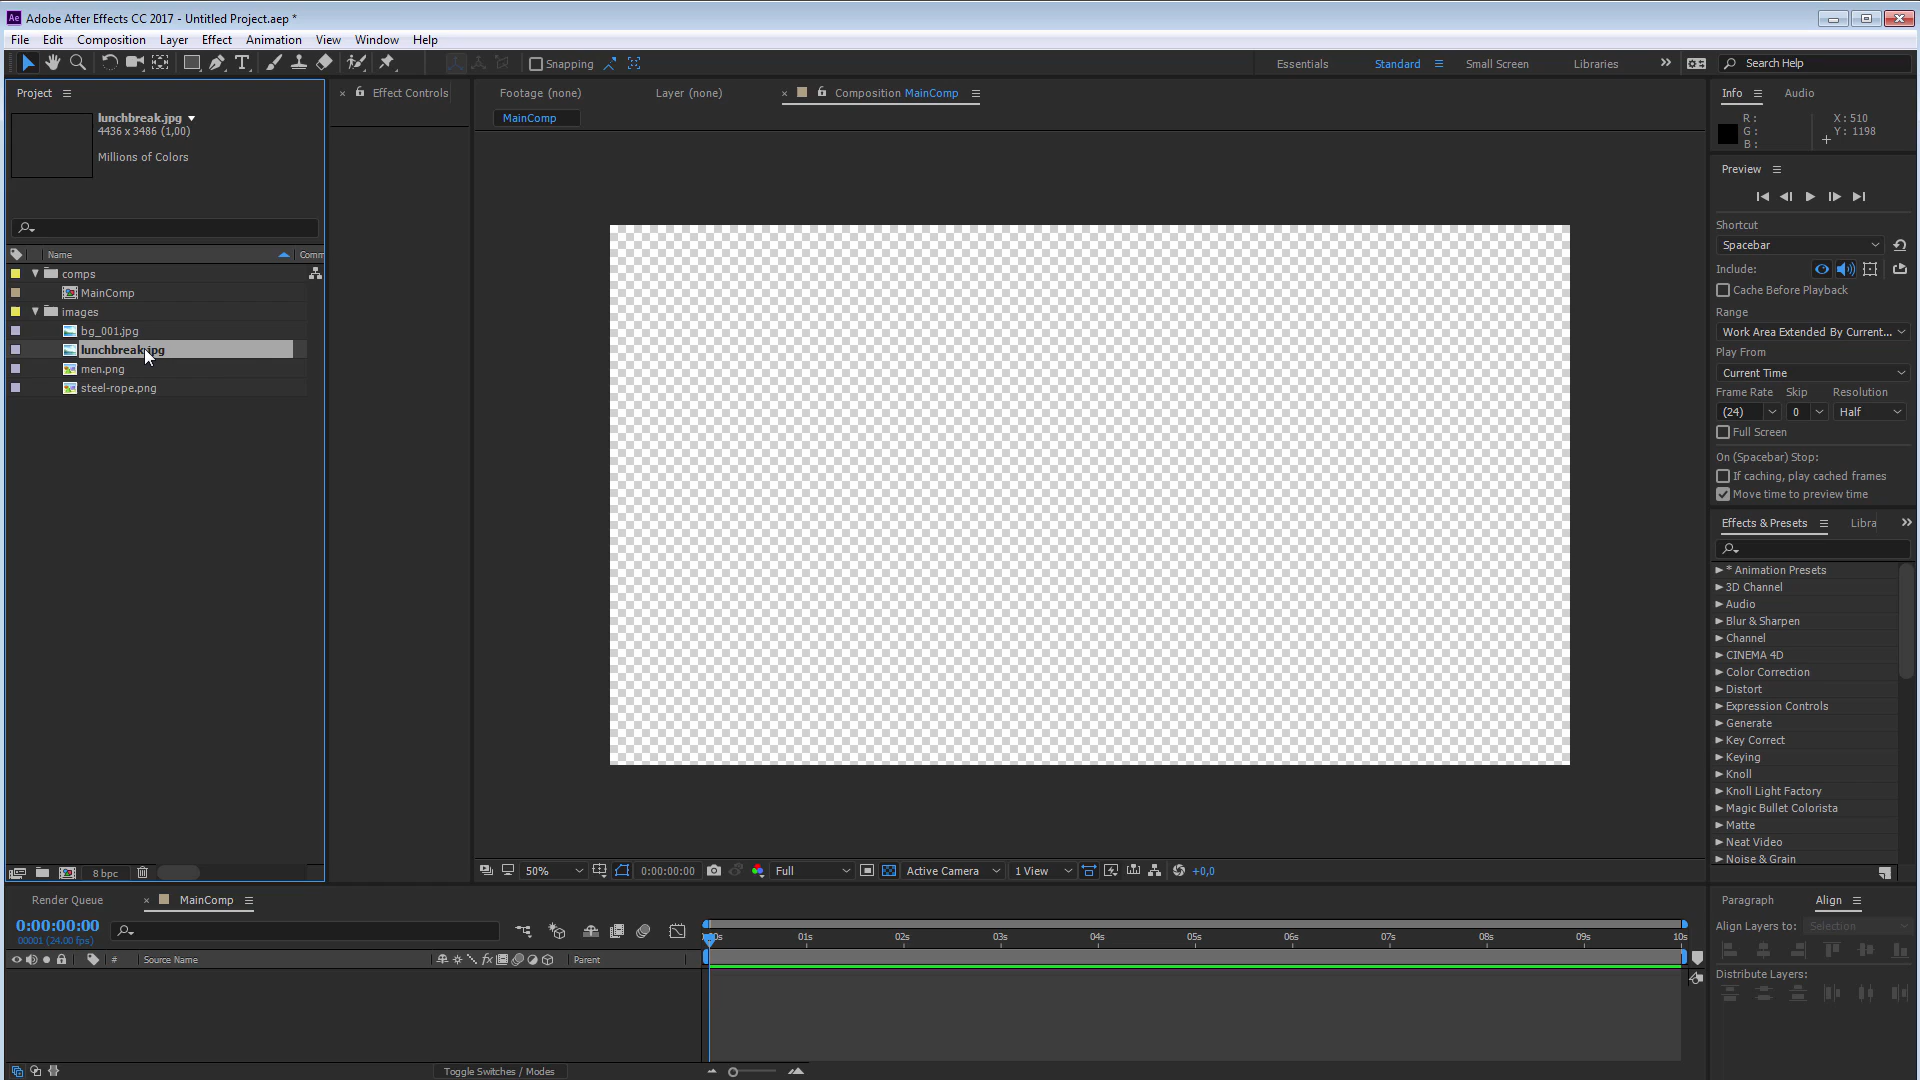 Adobe After Effects CC 2017 - Untitled Project.aep *
File Edit Composition Layer Effect Animation View Window Help
Snapping
Essentials Standard Small Screen Libraries
Search Help
Project
lunchbreak.jpg
4436 x 3486 (1,00)
Millions of Colors
Name Comm
comps
MainComp
images
bg_001.jpg
lunchbreak.jpg
men.png
steel-rope.png
8 bpc
Effect Controls
Footage (none) Layer (none) Composition MainComp
MainComp
50% 0:00:00:00 Full Active Camera 1 View +0,0
Info Audio
R : X : 510
G : Y : 1198
B :
Preview
Shortcut
Spacebar
Include:
Cache Before Playback
Range
Work Area Extended By Current...
Play From
Current Time
Frame Rate Skip Resolution
(24) 0 Half
Full Screen
On (Spacebar) Stop:
If caching, play cached frames
Move time to preview time
Effects & Presets Libra
* Animation Presets
3D Channel
Audio
Blur & Sharpen
Channel
CINEMA 4D
Color Correction
Distort
Expression Controls
Generate
Key Correct
Keying
Knoll
Knoll Light Factory
Magic Bullet Colorista
Matte
Neat Video
Noise & Grain
Render Queue MainComp
0:00:00:00
00001 (24.00 fps)
# Source Name fx Parent
01s 02s 03s 04s 05s 06s 07s 08s 09s 10s
Toggle Switches / Modes
Paragraph Align
Align Layers to: Selection
Distribute Layers: